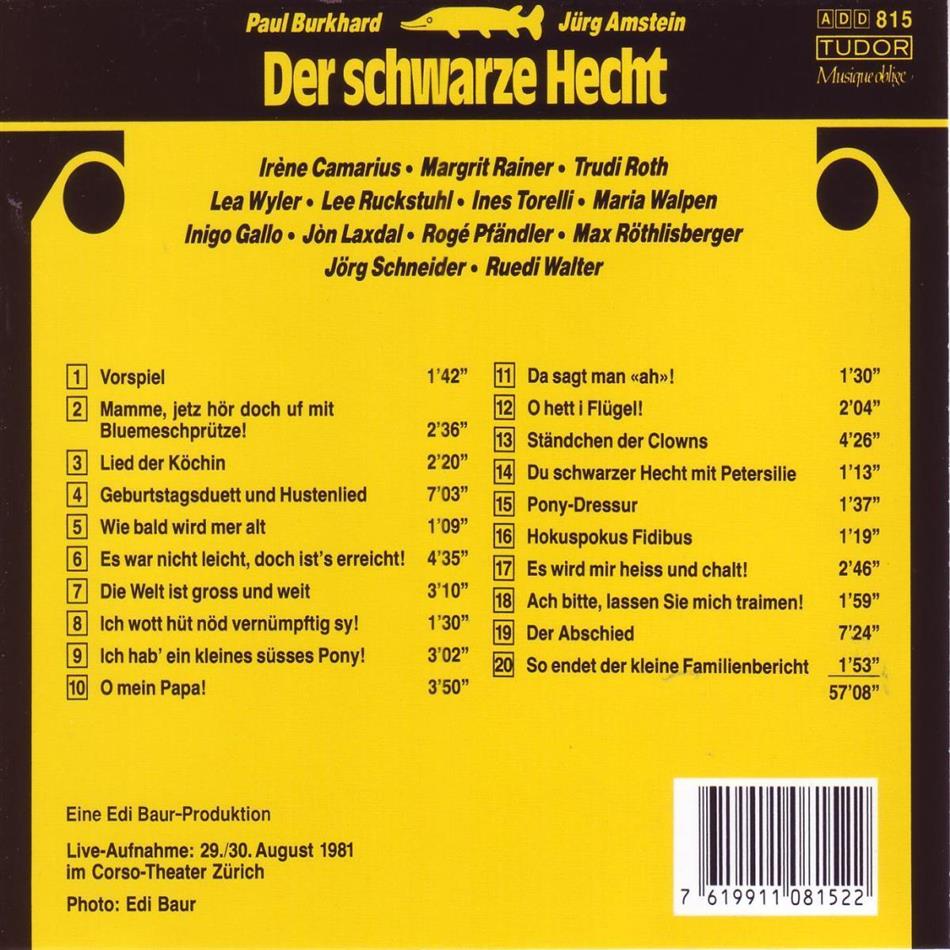 Paul Burkhard Jürg Amstein
ADD 815
TUDOR
Musique oblige
Der schwarze Hecht
Irène Camarius • Margrit Rainer • Trudi Roth
Lea Wyler • Lee Ruckstuhl • Ines Torelli • Maria Walpen
Inigo Gallo • Jòn Laxdal • Rogé Pfändler • Max Röthlisberger
Jörg Schneider • Ruedi Walter
1 Vorspiel 1’42”
2 Mamme, jetz hör doch uf mit
Bluemeschprütze! 2’36”
3 Lied der Köchin 2’20”
4 Geburtstagsduett und Hustenlied 7’03”
5 Wie bald wird mer alt 1’09”
6 Es war nicht leicht, doch ist’s erreicht! 4’35”
7 Die Welt ist gross und weit 3’10”
8 Ich wott hüt nöd vernümpftig sy! 1’30”
9 Ich hab’ ein kleines süsses Pony! 3’02”
10 O mein Papa! 3’50”
11 Da sagt man «ah»! 1’30”
12 O hett i Flügel! 2’04”
13 Ständchen der Clowns 4’26”
14 Du schwarzer Hecht mit Petersilie 1’13”
15 Pony-Dressur 1’37”
16 Hokuspokus Fidibus 1’19”
17 Es wird mir heiss und chalt! 2’46”
18 Ach bitte, lassen Sie mich traimen! 1’59”
19 Der Abschied 7’24”
20 So endet der kleine Familienbericht 1’53”
57’08”
Eine Edi Baur-Produktion
Live-Aufnahme: 29./30. August 1981
im Corso-Theater Zürich
Photo: Edi Baur
7 619911 081522